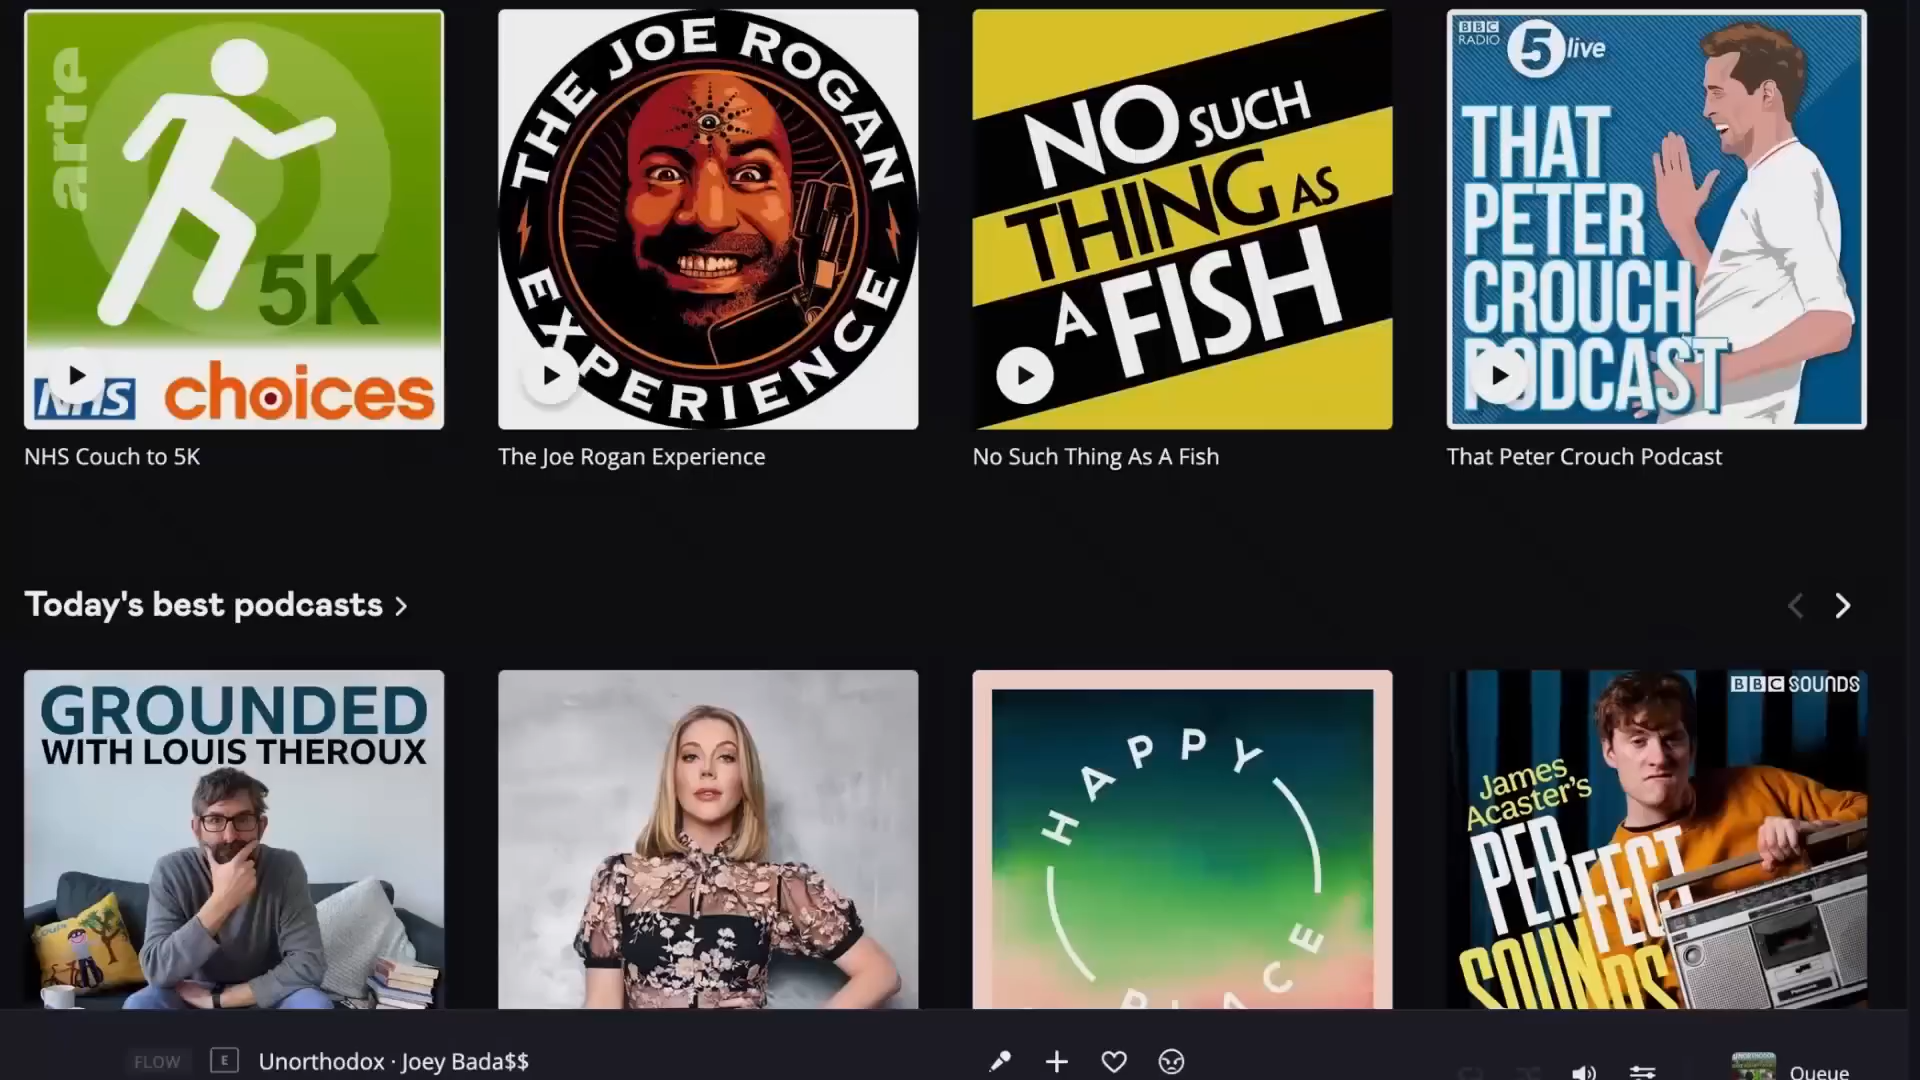 arte
5K
NHS choices
THE JOE ROGAN
EXPERIENCE
NO SUCH
THING AS
A FISH
BBC
RADIO
5 live
THAT
PETER
CROUCH
PODCAST
NHS Couch to 5K
The Joe Rogan Experience
No Such Thing As A Fish
That Peter Crouch Podcast
Today's best podcasts
GROUNDED
WITH LOUIS THEROUX
HAPPY
PLACE
BBC SOUNDS
James
Acaster's
PERFECT
SOUNDS
FLOW
E
Unorthodox · Joey Bada$$
Queue